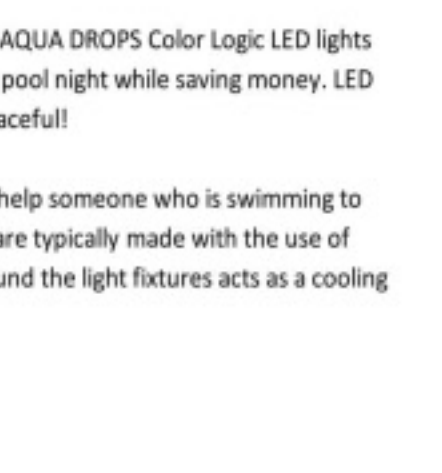 AQUA DROPS Color Logic LED lights
pool night while saving money. LED
aceful!
help someone who is swimming to
are typically made with the use of
und the light fixtures acts as a cooling